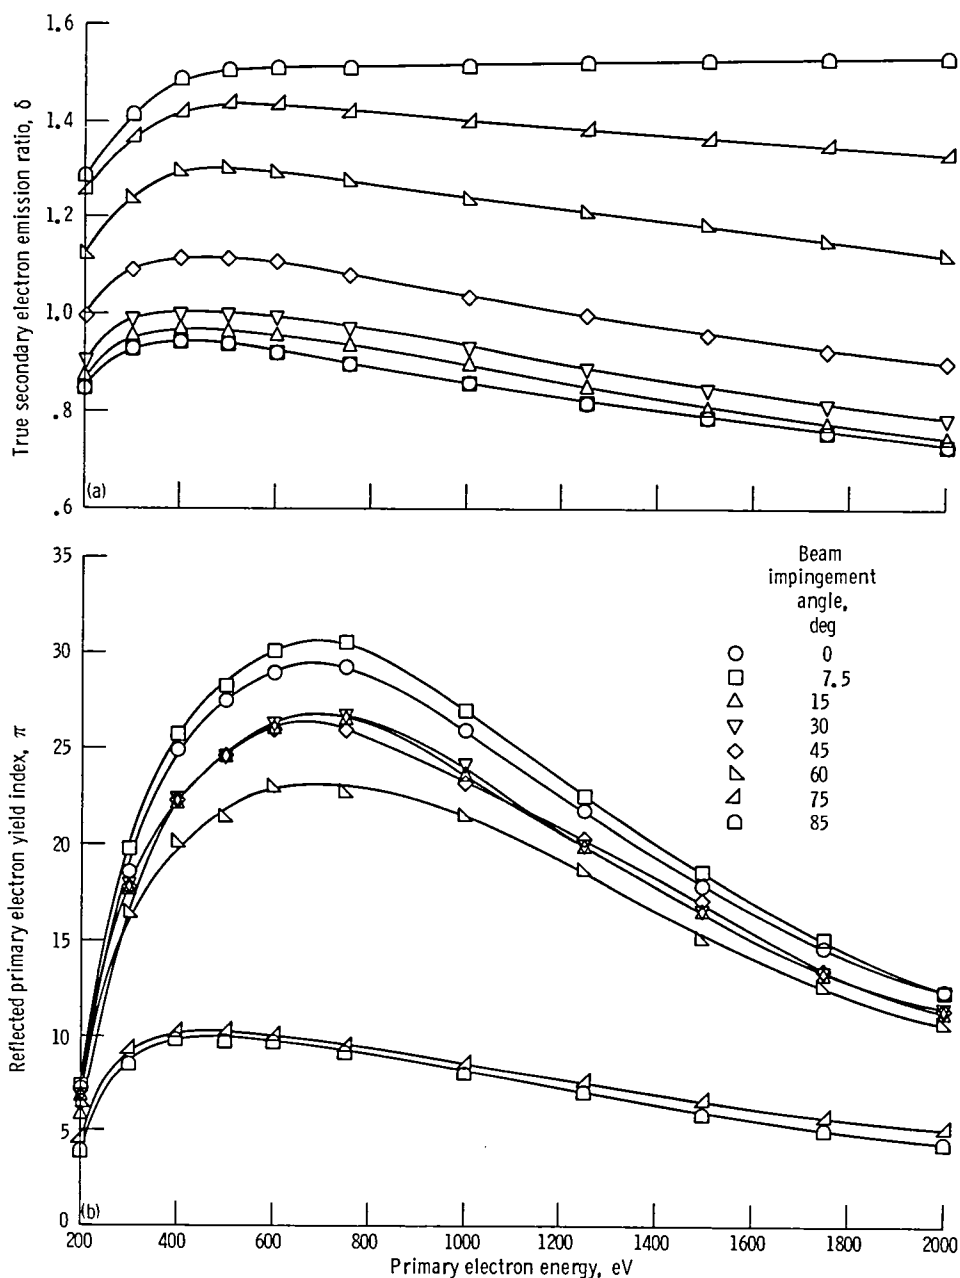 1.6
1.4
1.2
1.0
.8
.6
True secondary electron emission ratio, δ
(a)
35
30
25
20
15
10
5
0
Reflected primary electron yield index, π
Beam
impingement
angle,
deg
0
7.5
15
30
45
60
75
85
(b)
200 400 600 800 1000 1200 1400 1600 1800 2000
Primary electron energy, eV